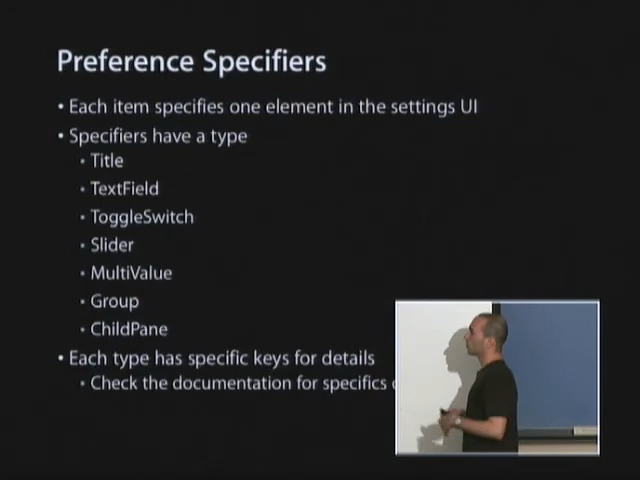 Preference Specifiers
• Each item specifies one element in the settings UI
• Specifiers have a type
• Title
• TextField
• ToggleSwitch
• Slider
• MultiValue
• Group
• ChildPane
• Each type has specific keys for details
• Check the documentation for specifics